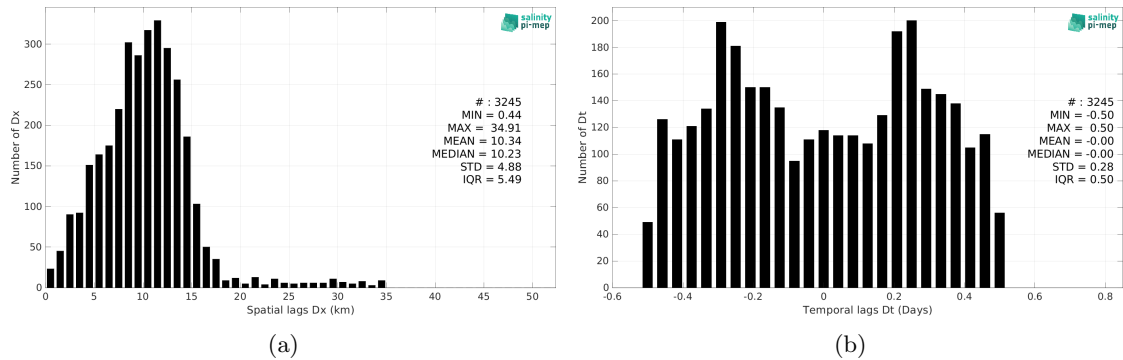 300
250
200
150
100
50
0
Number of Dx
salinity
pi-mep
# : 3245
MIN = 0.44
MAX = 34.91
MEAN = 10.34
MEDIAN = 10.23
STD = 4.88
IQR = 5.49
0 5 10 15 20 25 30 35 40 45 50
Spatial lags Dx (km)
(a)
200
180
160
140
120
100
80
60
40
20
0
Number of Dt
salinity
pi-mep
# : 3245
MIN = -0.50
MAX = 0.50
MEAN = -0.00
MEDIAN = -0.00
STD = 0.28
IQR = 0.50
-0.6 -0.4 -0.2 0 0.2 0.4 0.6 0.8
Temporal lags Dt (Days)
(b)